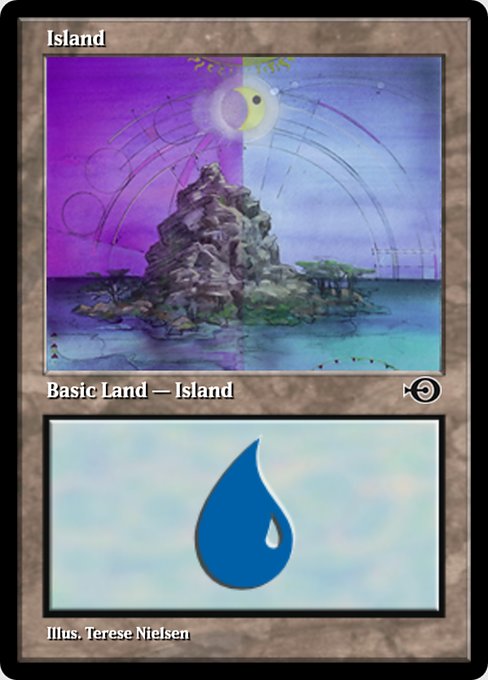 Island
Basic Land — Island
Illus. Terese Nielsen